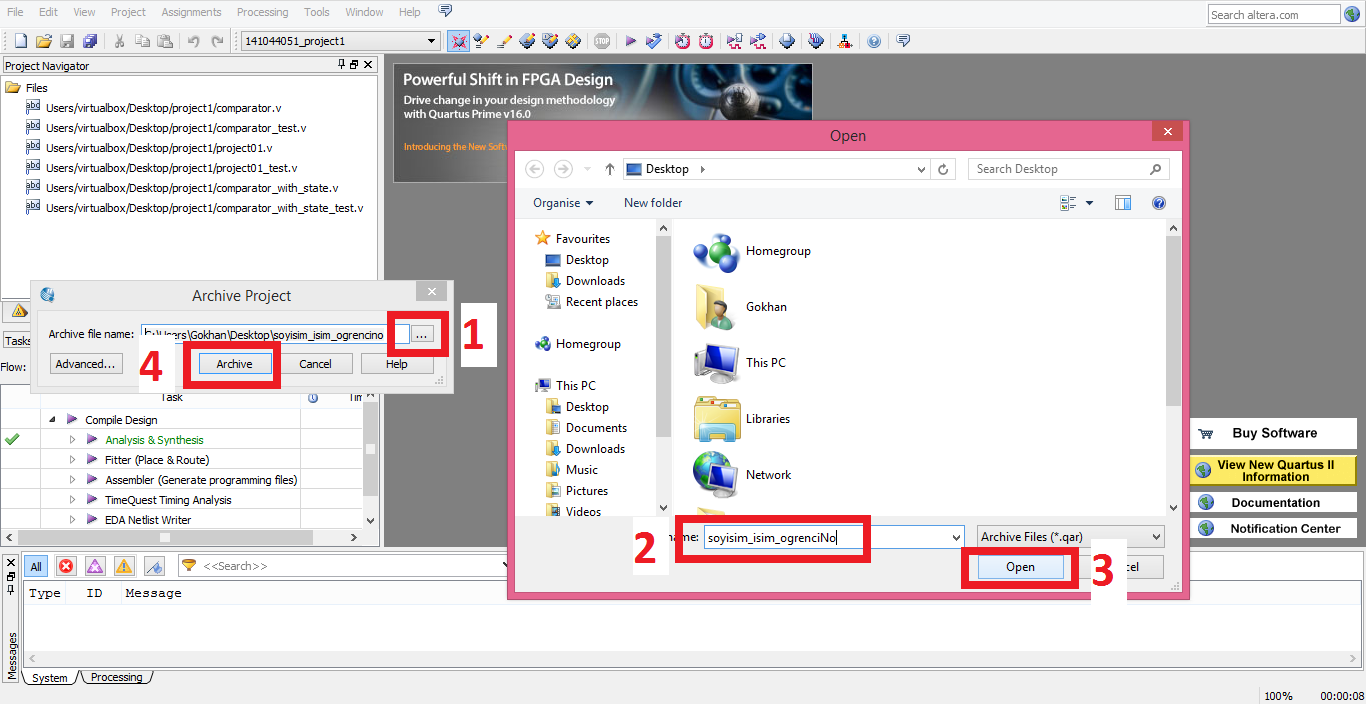 File Edit View Project Assignments Processing Tools Window Help
Search altera.com
141044051_project1
STOP
Project Navigator
Files
abc Users/virtualbox/Desktop/project1/comparator.v
abc Users/virtualbox/Desktop/project1/comparator_test.v
abc Users/virtualbox/Desktop/project1/project01.v
abc Users/virtualbox/Desktop/project1/project01_test.v
abc Users/virtualbox/Desktop/project1/comparator_with_state.v
abc Users/virtualbox/Desktop/project1/comparator_with_state_test.v
Powerful Shift in FPGA Design
Drive change in your design methodology
with Quartus Prime v16.0
Introducing the New Softw
Archive Project
Archive file name: C:\Users\Gokhan\Desktop\soyisim_isim_ogrencino ...
1
Advanced...
4
Archive
Cancel
Help
Tasks
Flow:
Task
Compile Design
Analysis & Synthesis
Fitter (Place & Route)
Assembler (Generate programming files)
TimeQuest Timing Analysis
EDA Netlist Writer
Open
Desktop
Search Desktop
Organise
New folder
Favourites
Desktop
Downloads
Recent places
Homegroup
This PC
Desktop
Documents
Downloads
Music
Pictures
Videos
Homegroup
Gokhan
This PC
Libraries
Network
2
name: soyisim_isim_ogrenciNo
Archive Files (*.qar)
Open
3
cel
Buy Software
View New Quartus II
Information
Documentation
Notification Center
All
<<Search>>
Type ID Message
Messages
System
Processing
100% 00:00:08